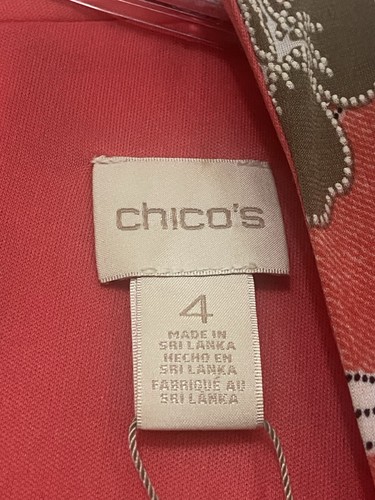 chico's
4
MADE IN
SRI LANKA
HECHO EN
SRI LANKA
FABRIQUÉ AU
SRI LANKA